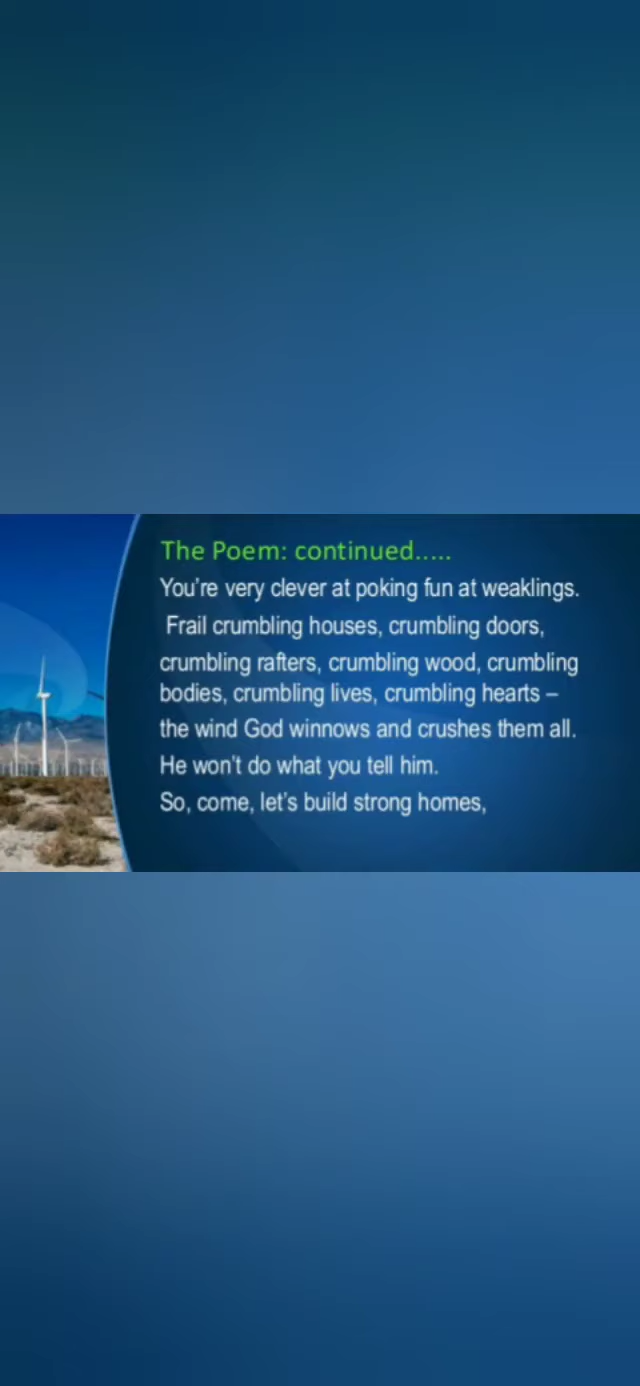 The Poem: continued.....
You're very clever at poking fun at weaklings.
Frail crumbling houses, crumbling doors,
crumbling rafters, crumbling wood, crumbling
bodies, crumbling lives, crumbling hearts –
the wind God winnows and crushes them all.
He won't do what you tell him.
So, come, let's build strong homes,